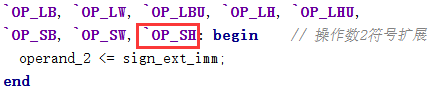 `OP_LB, `OP_LW, `OP_LBU, `OP_LH, `OP_LHU,
`OP_SB, `OP_SW, `OP_SH: begin // 操作数2符号扩展
operand_2 <= sign_ext_imm;
end